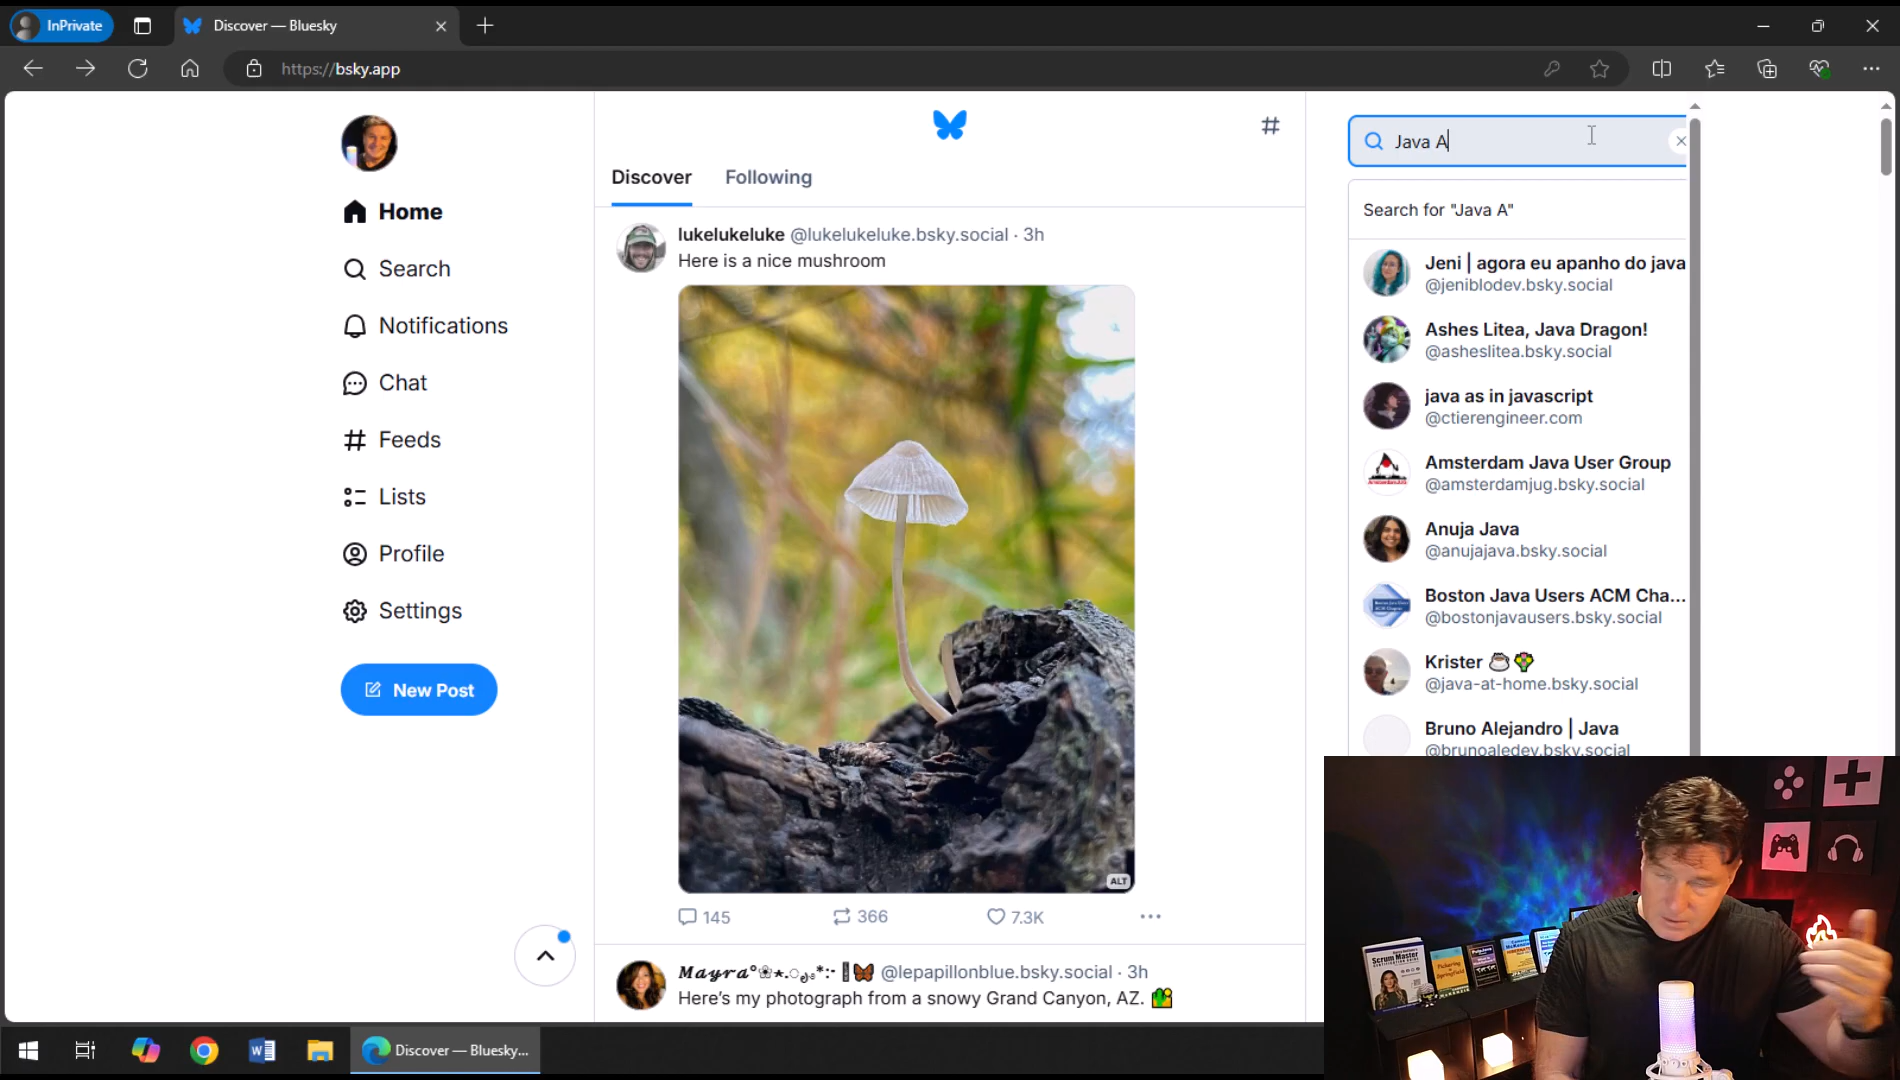 InPrivate
Discover — Bluesky
https://bsky.app
Home
Search
Notifications
Chat
Feeds
Lists
Profile
Settings
New Post
Discover
Following
lukelukeluke @lukelukeluke.bsky.social · 3h
Here is a nice mushroom
ALT
145
366
7.3K
𝑴𝒂𝒚𝒓𝒂 @lepapillonblue.bsky.social · 3h
Here's my photograph from a snowy Grand Canyon, AZ.
Java A
Search for "Java A"
Jeni | agora eu apanho do java
@jeniblodev.bsky.social
Ashes Litea, Java Dragon!
@asheslitea.bsky.social
java as in javascript
@ctierengineer.com
Amsterdam Java User Group
@amsterdamjug.bsky.social
Anuja Java
@anujajava.bsky.social
Boston Java Users ACM Cha...
@bostonjavausers.bsky.social
Krister
@java-at-home.bsky.social
Bruno Alejandro | Java
@brunoaledev.bsky.social
Scrum Master
Discover — Bluesky...